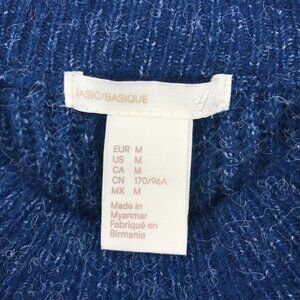 BASIC/BASIQUE
H
EUR M
US M
CA M
CN 170/96A
MX M
Made in
Myanmar
Fabriqué en
Birmanie